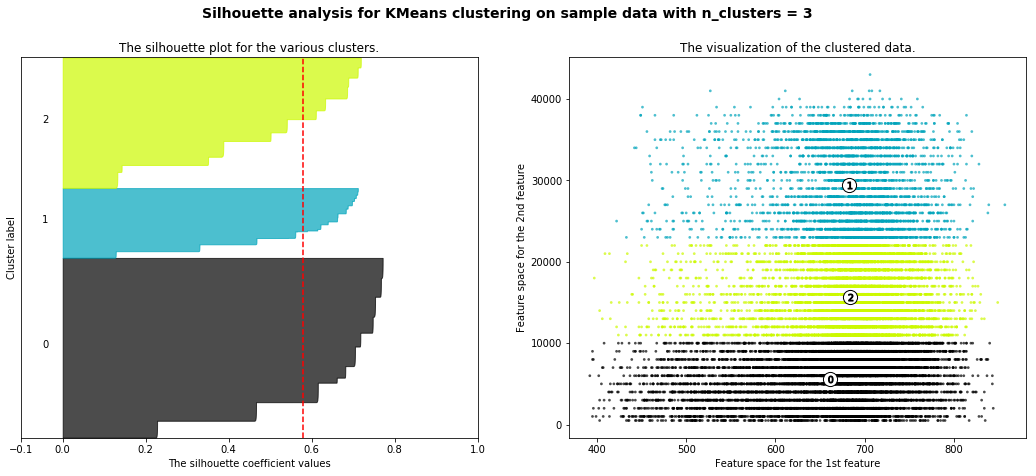 Silhouette analysis for KMeans clustering on sample data with n_clusters = 3
The silhouette plot for the various clusters.
Cluster label
2
1
0
−0.1 0.0 0.2 0.4 0.6 0.8 1.0
The silhouette coefficient values
The visualization of the clustered data.
Feature space for the 2nd feature
40000
30000
20000
10000
0
1
2
0
400 500 600 700 800
Feature space for the 1st feature